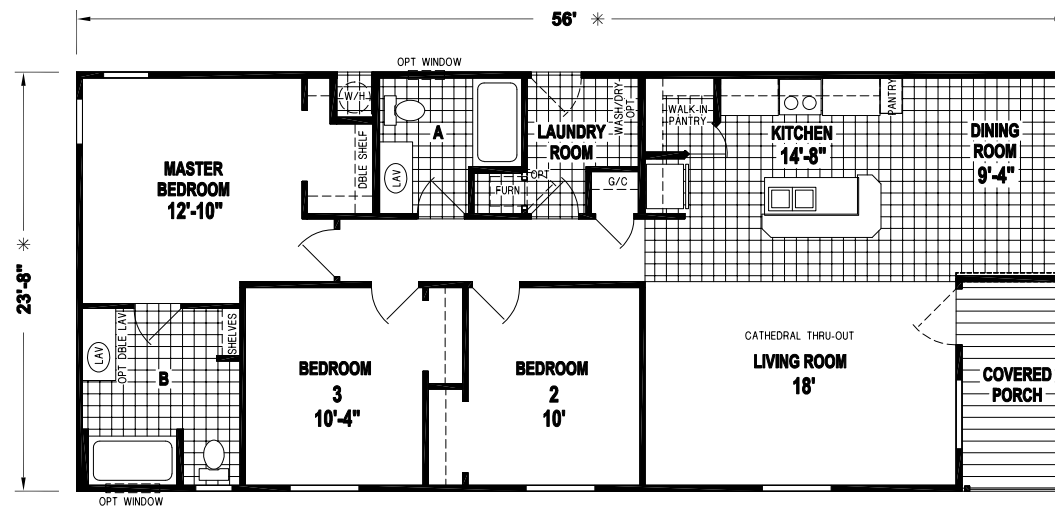 56' ✳
OPT WINDOW
W/H
A
LAUNDRY
ROOM
WASH/DRY
OPT
WALK-IN
PANTRY
KITCHEN
14'-8"
PANTRY
DINING
ROOM
9'-4"
MASTER
BEDROOM
12'-10"
DBLE SHELF
LAV
FURN
OPT
G/C
23'-8" ✳
LAV
OPT DBLE LAV
SHELVES
B
BEDROOM
3
10'-4"
BEDROOM
2
10'
CATHEDRAL THRU-OUT
LIVING ROOM
18'
COVERED
PORCH
OPT WINDOW